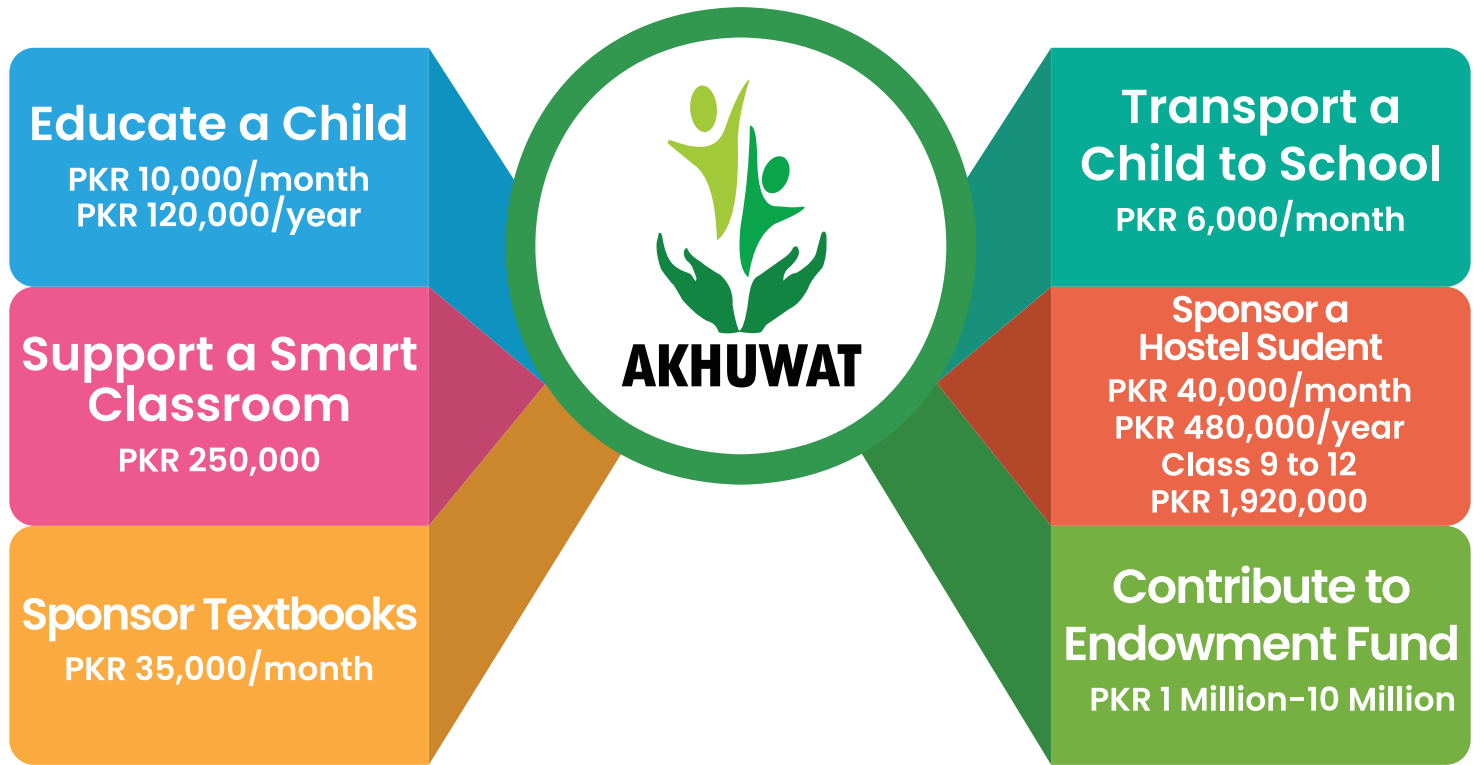 Educate a Child
PKR 10,000/month
PKR 120,000/year
Support a Smart
Classroom
PKR 250,000
Sponsor Textbooks
PKR 35,000/month
AKHUWAT
Transport a
Child to School
PKR 6,000/month
Sponsor a
Hostel Sudent
PKR 40,000/month
PKR 480,000/year
Class 9 to 12
PKR 1,920,000
Contribute to
Endowment Fund
PKR 1 Million-10 Million